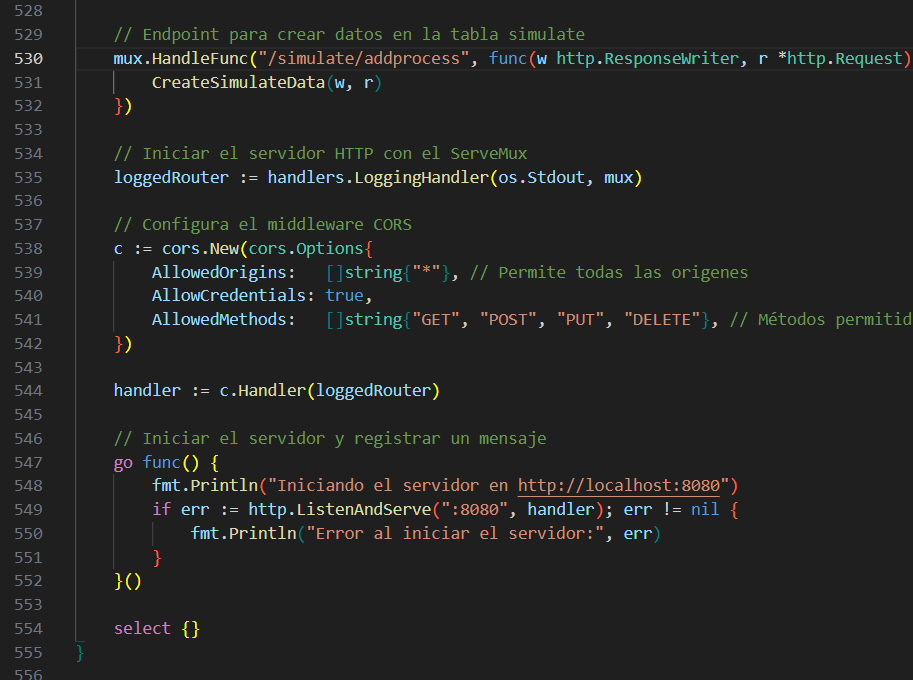 528
529 // Endpoint para crear datos en la tabla simulate
530 mux.HandleFunc("/simulate/addprocess", func(w http.ResponseWriter, r *http.Request)
531 CreateSimulateData(w, r)
532 })
533
534 // Iniciar el servidor HTTP con el ServeMux
535 loggedRouter := handlers.LoggingHandler(os.Stdout, mux)
536
537 // Configura el middleware CORS
538 c := cors.New(cors.Options{
539 AllowedOrigins:   []string{"*"}, // Permite todas las origenes
540 AllowCredentials: true,
541 AllowedMethods:   []string{"GET", "POST", "PUT", "DELETE"}, // Métodos permitid
542 })
543
544 handler := c.Handler(loggedRouter)
545
546 // Iniciar el servidor y registrar un mensaje
547 go func() {
548 fmt.Println("Iniciando el servidor en http://localhost:8080")
549 if err := http.ListenAndServe(":8080", handler); err != nil {
550 fmt.Println("Error al iniciar el servidor:", err)
551 }
552 }()
553
554 select {}
555 }
556